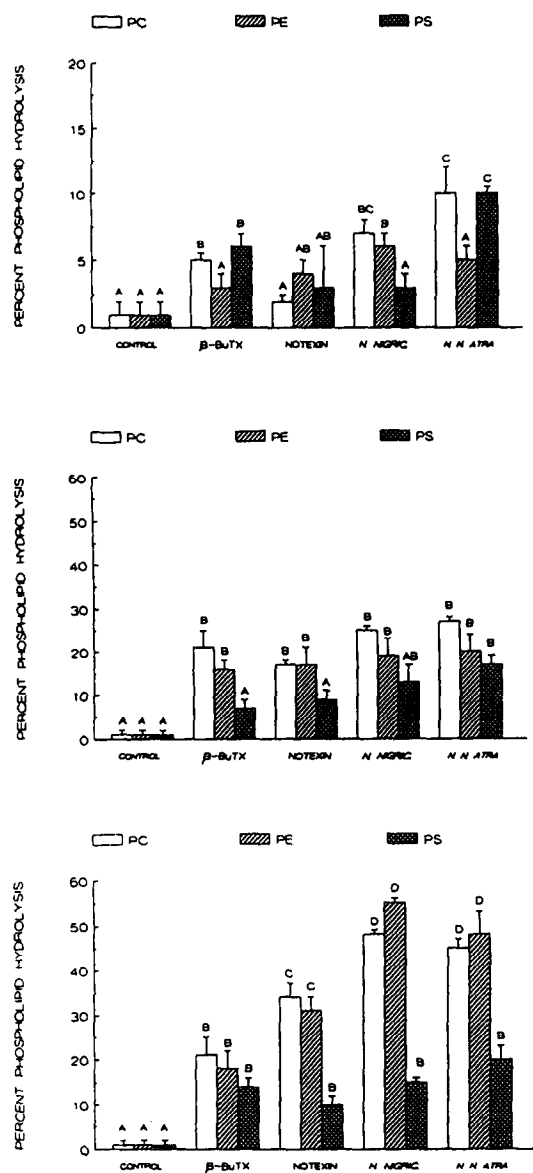 PC PE PS
PERCENT PHOSPHOLIPID HYDROLYSIS
20
15
10
5
0
A A A B A B A AB AB BC B A C A C
CONTROL β-BuTX NOTEXIN N NIGRIC N N ATRA
PC PE PS
PERCENT PHOSPHOLIPID HYDROLYSIS
60
50
40
30
20
10
0
A A A B B A B B A B B AB B B B
CONTROL β-BuTX NOTEXIN N NIGRIC N N ATRA
PC PE PS
PERCENT PHOSPHOLIPID HYDROLYSIS
60
50
40
30
20
10
0
A A A B B B C C B D D B D D B
CONTROL β-BuTX NOTEXIN N NIGRIC N N ATRA